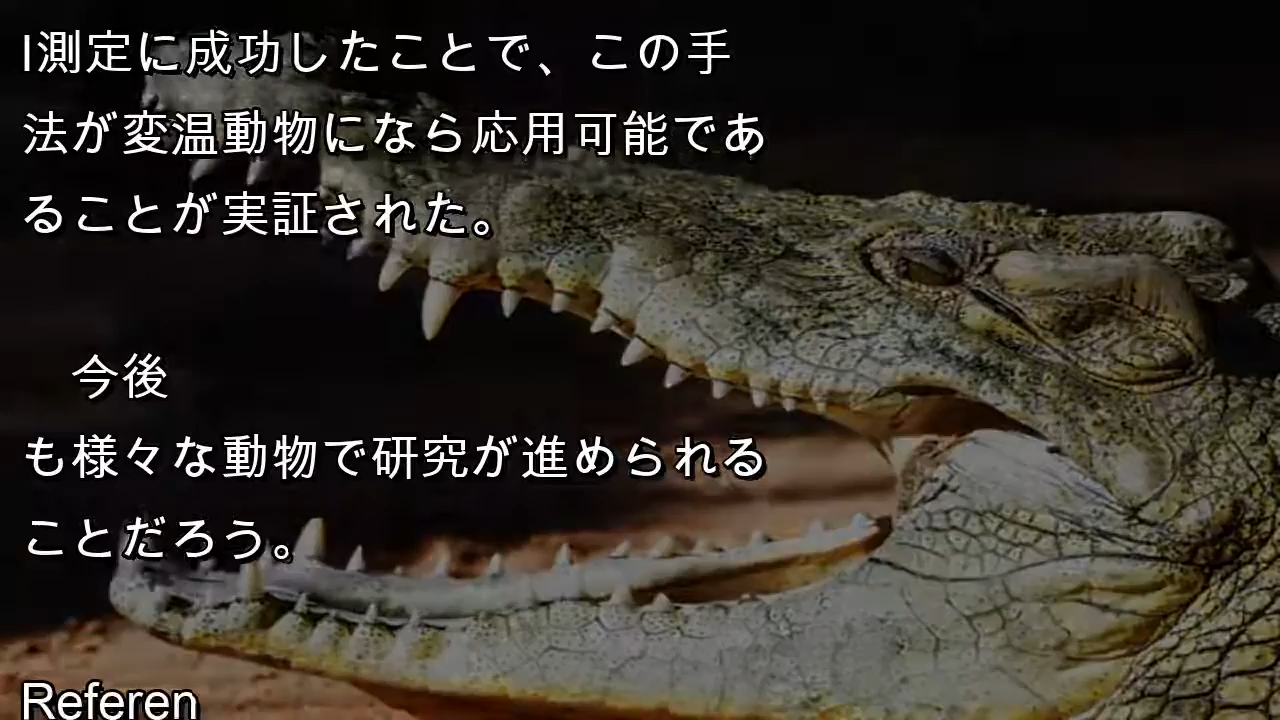 I測定に成功したことで、この手
法が変温動物になら応用可能であ
ることが実証された。
今後
も様々な動物で研究が進められる
ことだろう。
Referen